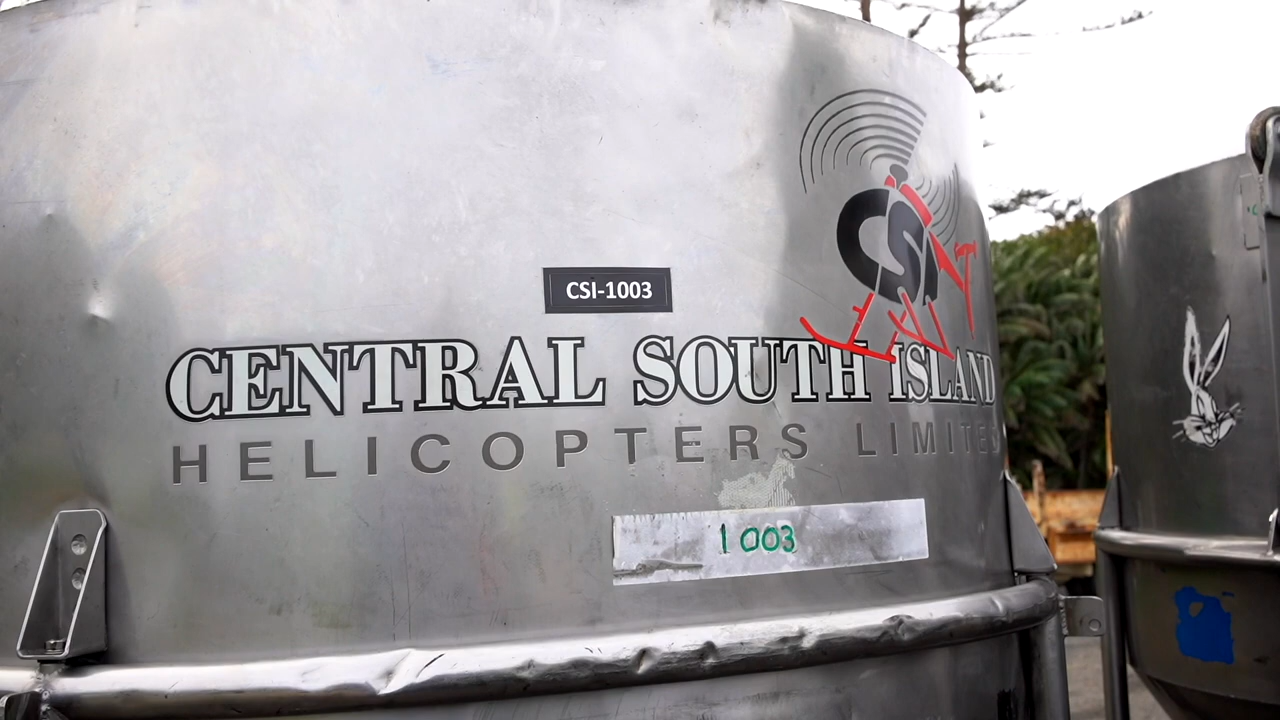 CSI
CSI-1003
CENTRAL SOUTH ISLAND
HELICOPTERS LIMITED
1003